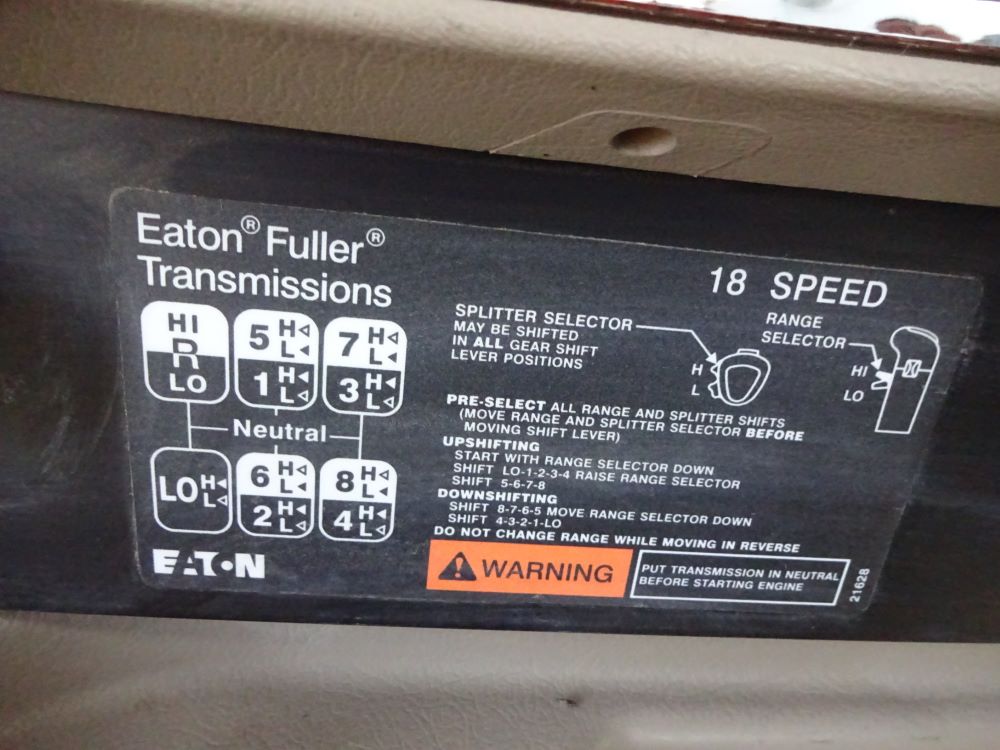 Eaton® Fuller®
Transmissions
18 SPEED
HI
R
LO
5 H L
1 H L
7 H L
3 H L
Neutral
LO H L
6 H L
2 H L
8 H L
4 H L
EATON
SPLITTER SELECTOR
MAY BE SHIFTED
IN ALL GEAR SHIFT
LEVER POSITIONS
H
L
RANGE
SELECTOR
HI
LO
PRE-SELECT ALL RANGE AND SPLITTER SHIFTS
(MOVE RANGE AND SPLITTER SELECTOR BEFORE
MOVING SHIFT LEVER)
UPSHIFTING
START WITH RANGE SELECTOR DOWN
SHIFT LO-1-2-3-4 RAISE RANGE SELECTOR
SHIFT 5-6-7-8
DOWNSHIFTING
SHIFT 8-7-6-5 MOVE RANGE SELECTOR DOWN
SHIFT 4-3-2-1-LO
DO NOT CHANGE RANGE WHILE MOVING IN REVERSE
WARNING
PUT TRANSMISSION IN NEUTRAL
BEFORE STARTING ENGINE
21628